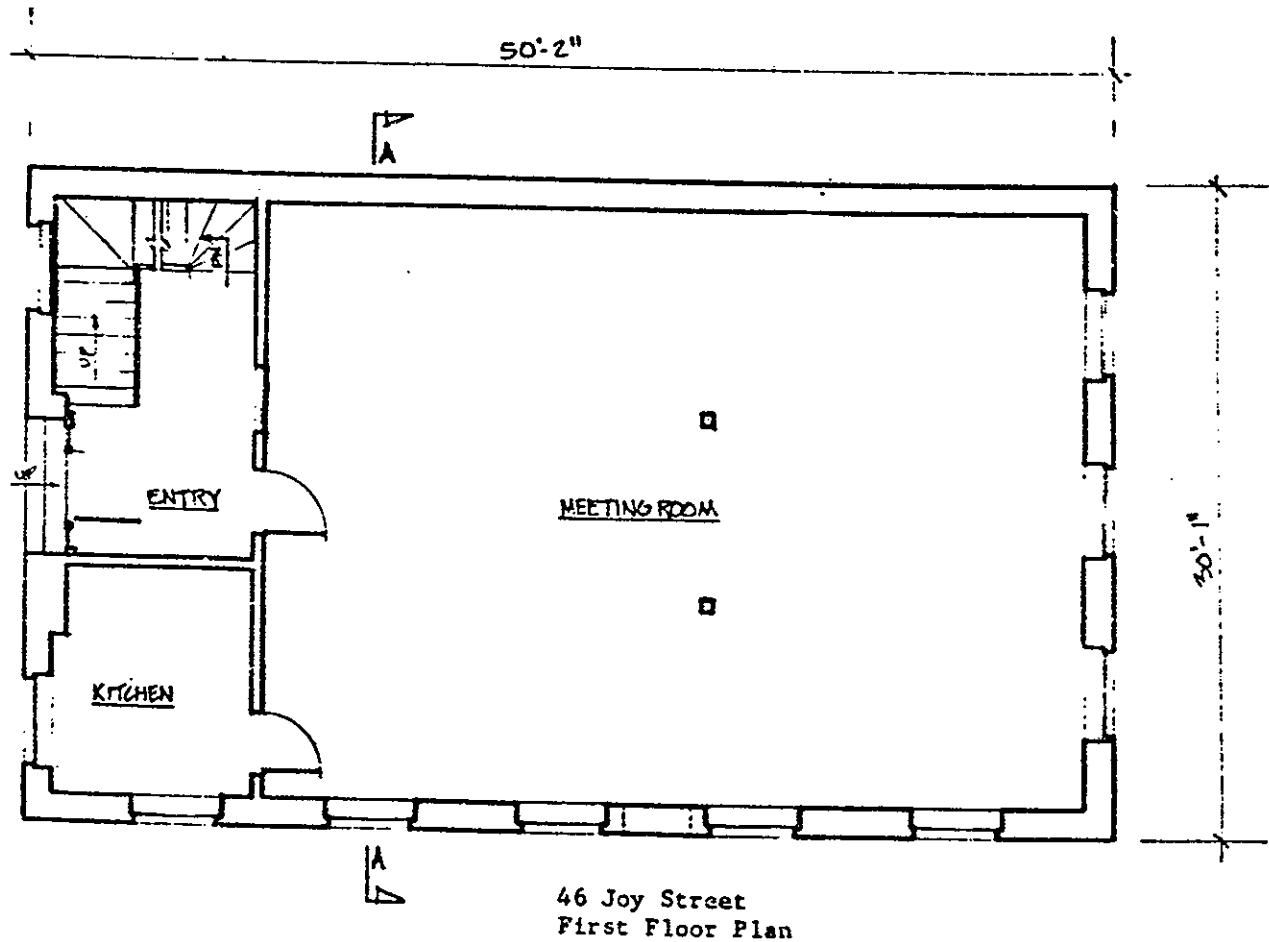 50'-2"
A
UP
UP
ENTRY
MEETING ROOM
30'-1"
KITCHEN
A
46 Joy Street
First Floor Plan